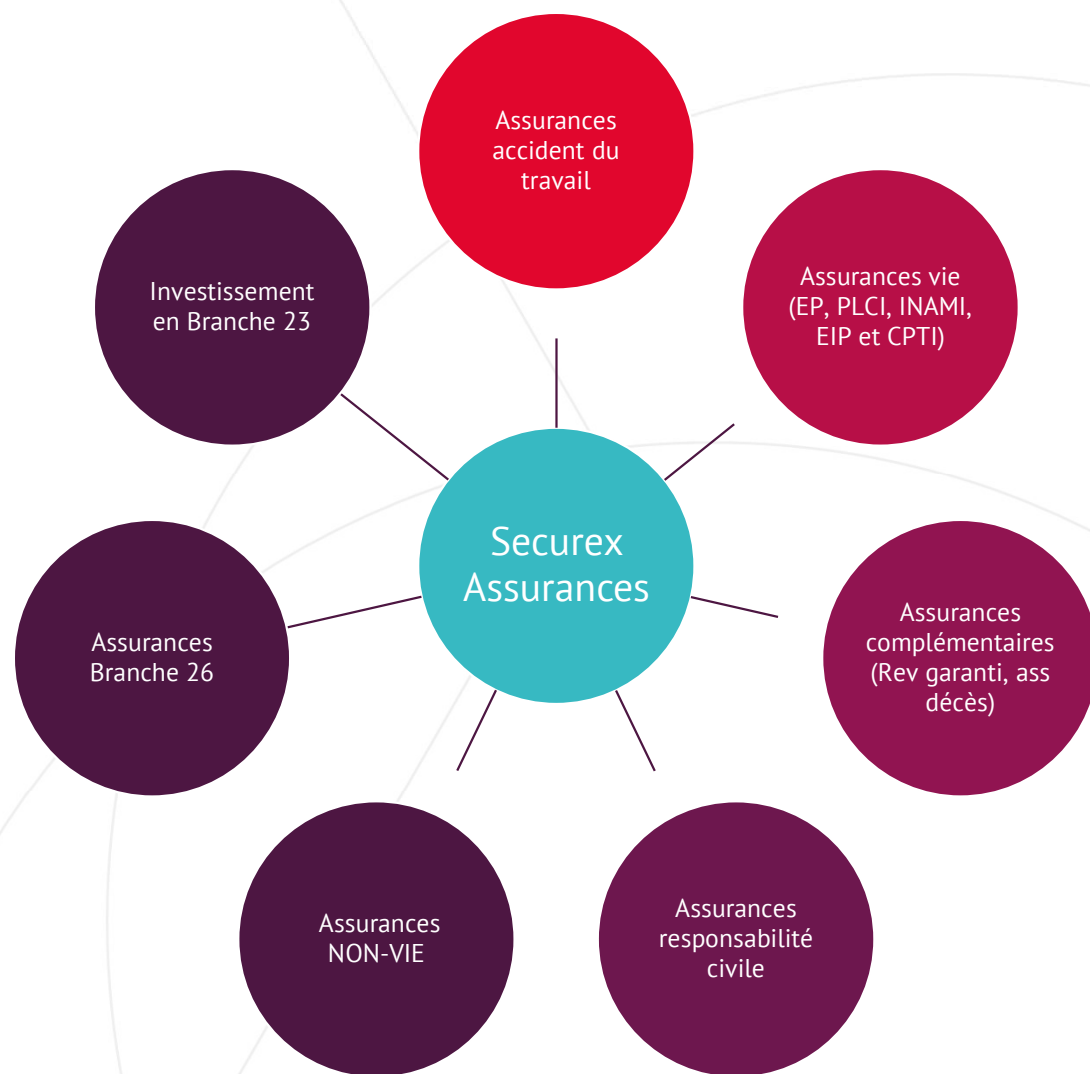 Assurances
accident du
travail
Assurances vie
(EP, PLCI, INAMI,
EIP et CPTI)
Assurances
complémentaires
(Rev garanti, ass
décès)
Assurances
responsabilité
civile
Assurances
NON-VIE
Assurances
Branche 26
Investissement
en Branche 23
Securex
Assurances